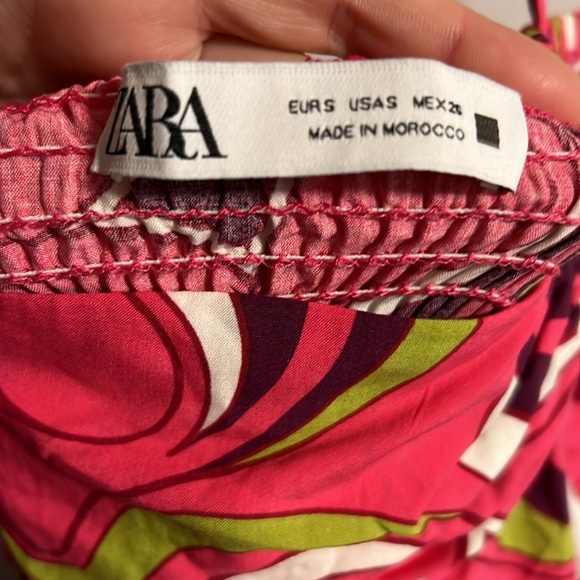 ZARA
EUR S USA S MEX 26
MADE IN MOROCCO